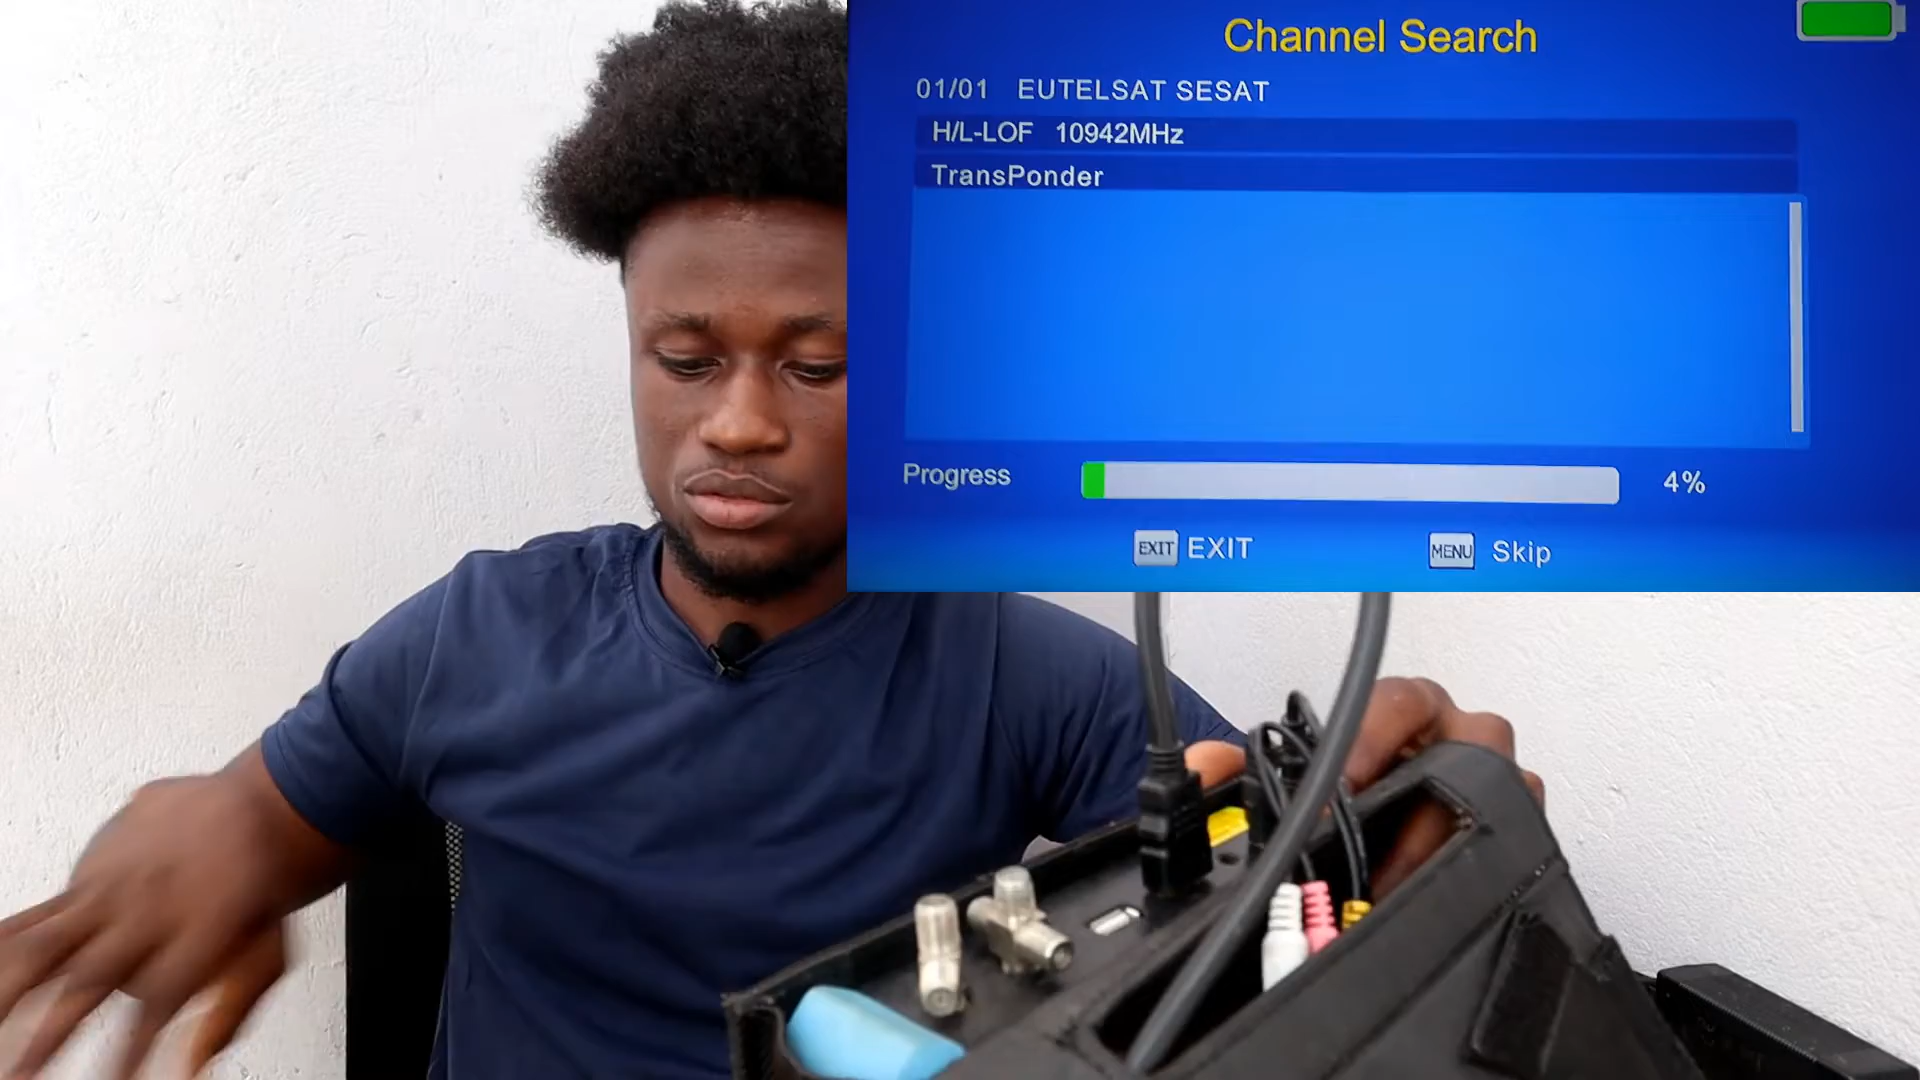 Channel Search
01/01 EUTELSAT SESAT
H/L-LOF 10942MHz
TransPonder
Progress 4%
EXIT EXIT
MENU Skip